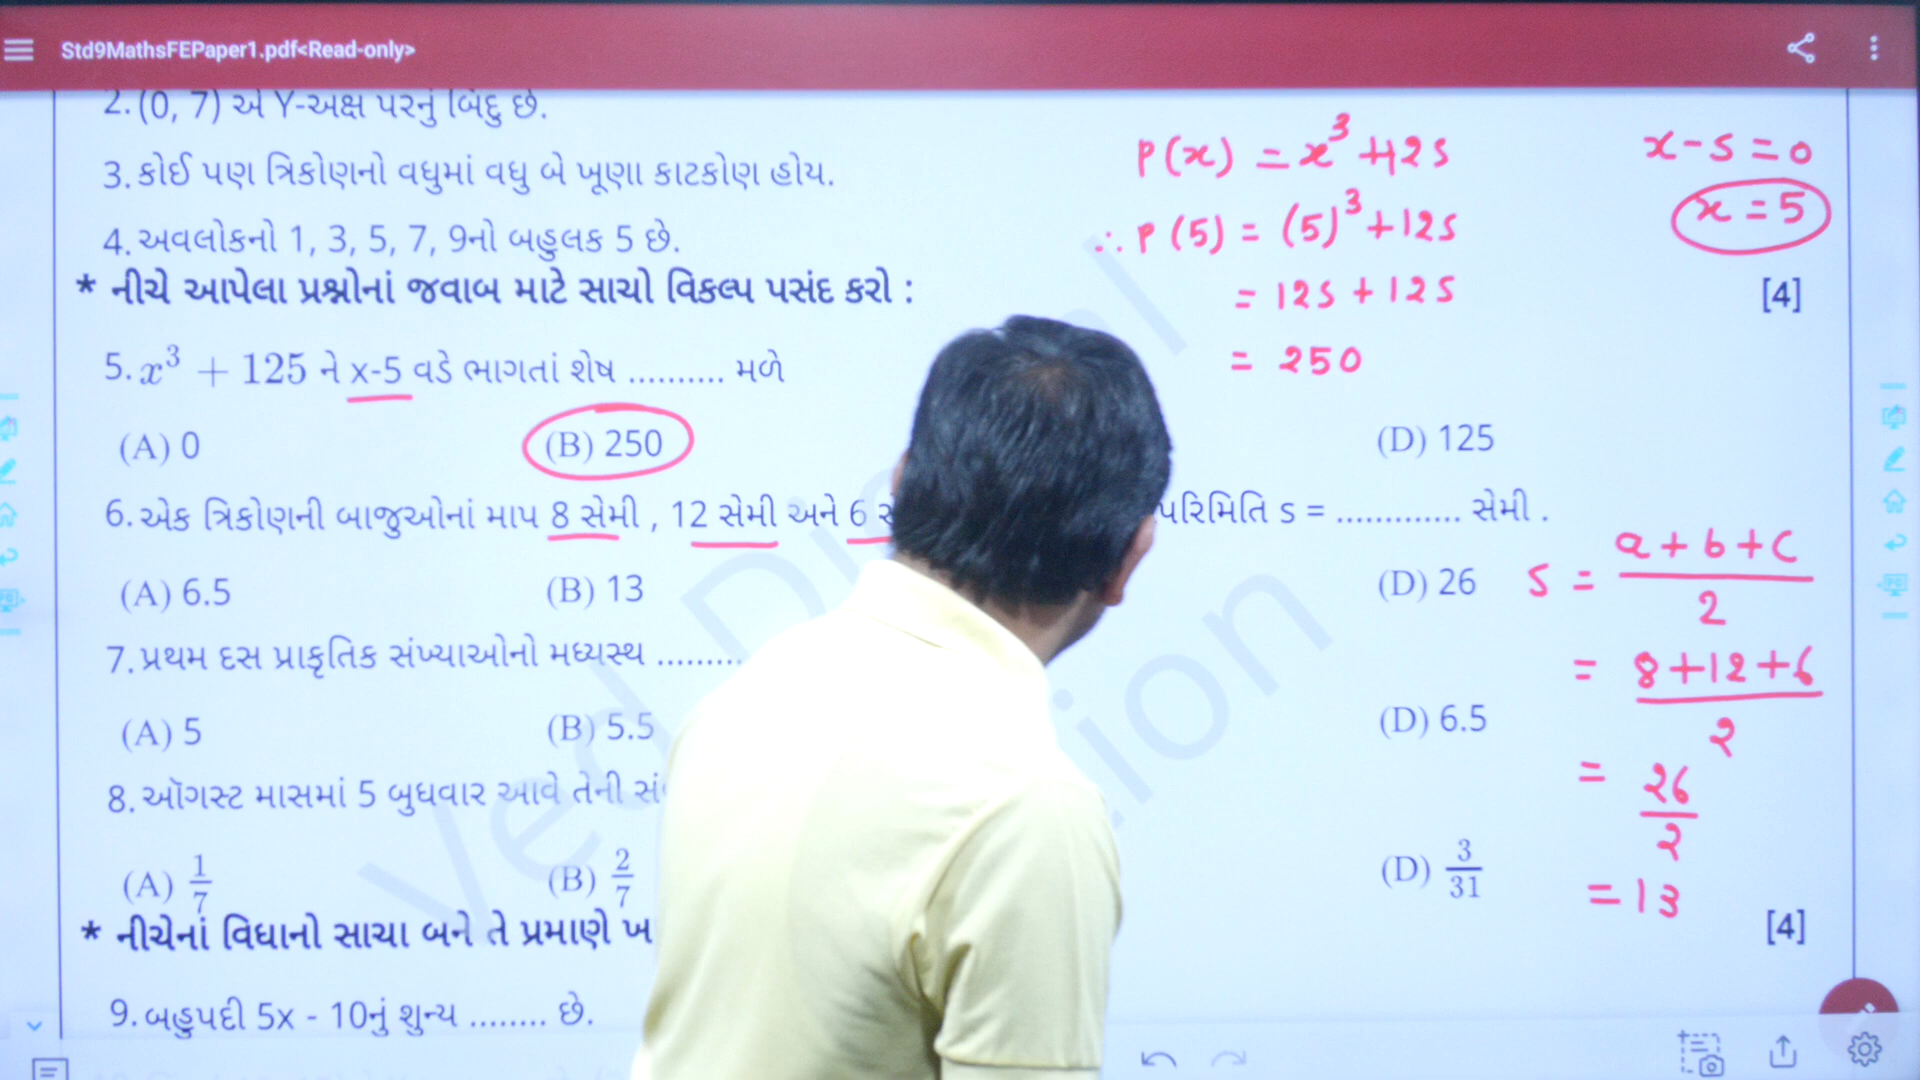 Std9MathsFEPaper1.pdf<Read-only>
2. (0, 7) એ Y-અક્ષ પરનું બિંદુ છે.
3. કોઈ પણ ત્રિકોણનો વધુમાં વધુ બે ખૂણા કાટકોણ હોય.
4. અવલોકનો 1, 3, 5, 7, 9નો બહુલક 5 છે.
* નીચે આપેલા પ્રશ્નોનાં જવાબ માટે સાચો વિકલ્પ પસંદ કરો : [4]
5. x³ + 125 ને x-5 વડે ભાગતાં શેષ .......... મળે
(A) 0 (B) 250 (D) 125
6. એક ત્રિકોણની બાજુઓનાં માપ 8 સેમી , 12 સેમી અને 6 પરિમિતિ s = ............. સેમી .
(A) 6.5 (B) 13 (D) 26
7. પ્રથમ દસ પ્રાકૃતિક સંખ્યાઓનો મધ્યસ્થ .........
(A) 5 (B) 5.5 (D) 6.5
8. ઑગસ્ટ માસમાં 5 બુધવાર આવે તેની
(A) 1/7 (B) 2/7 (D) 3/31
* નીચેનાં વિધાનો સાચા બને તે પ્રમાણે [4]
9. બહુપદી 5x - 10નું શુન્ય ........ છે.
P(x) = x³ + 125
∴ P(5) = (5)³ + 125
= 125 + 125
= 250
x - 5 = 0
x = 5
s = a + b + c / 2
= 8 + 12 + 6 / 2
= 26 / 2
= 13